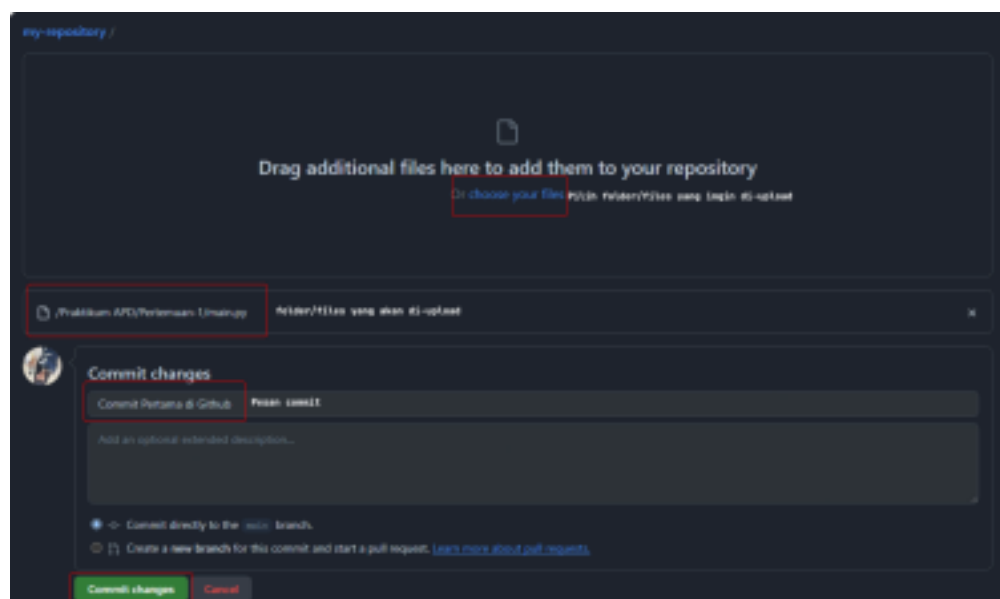 my-repository /
Drag additional files here to add them to your repository
Or choose your files Pilih folder/files yang ingin di-upload
/Praktikum APD/Pertemuan 1/main.py folder/files yang akan di-upload
Commit changes
Commit Pertama di Github Pesan commit
Add an optional extended description...
Commit directly to the main branch.
Create a new branch for this commit and start a pull request. Learn more about pull requests.
Commit changes Cancel